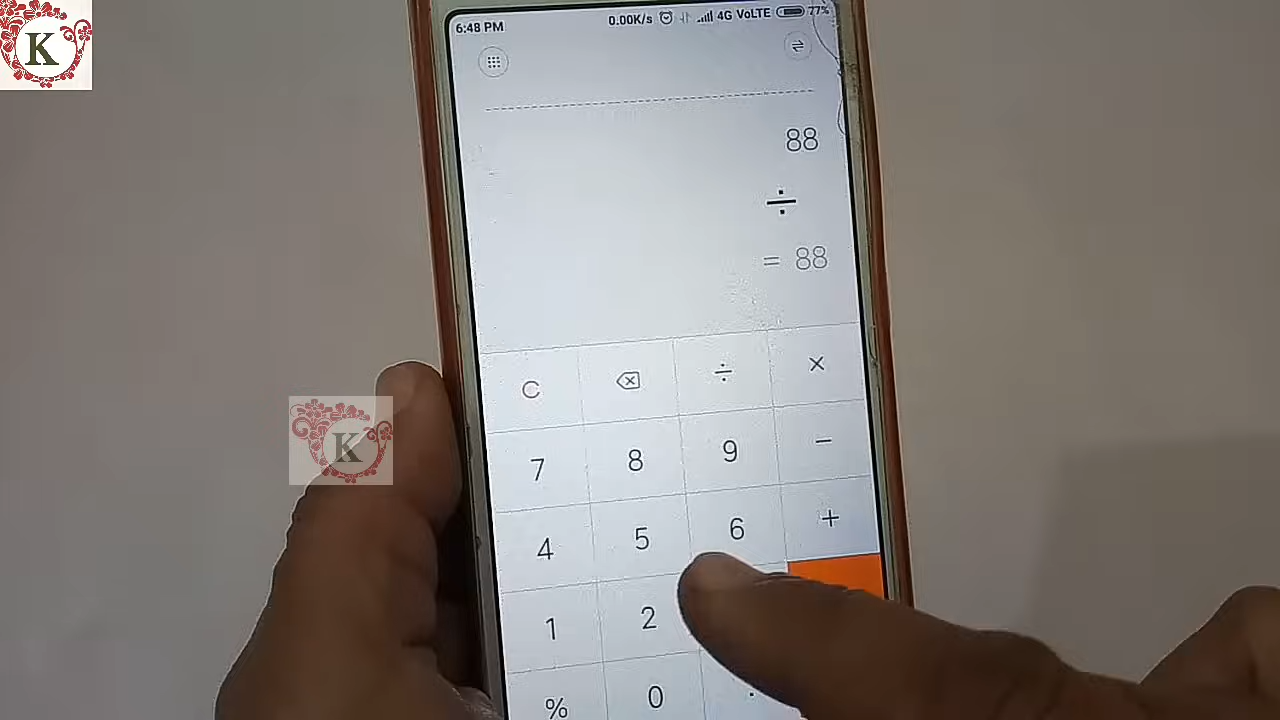 K
6:48 PM 0.00K/s 4G VoLTE 77%
88
÷
= 88
C ÷ ×
7 8 9 −
4 5 6 +
K
1 2
% 0 .